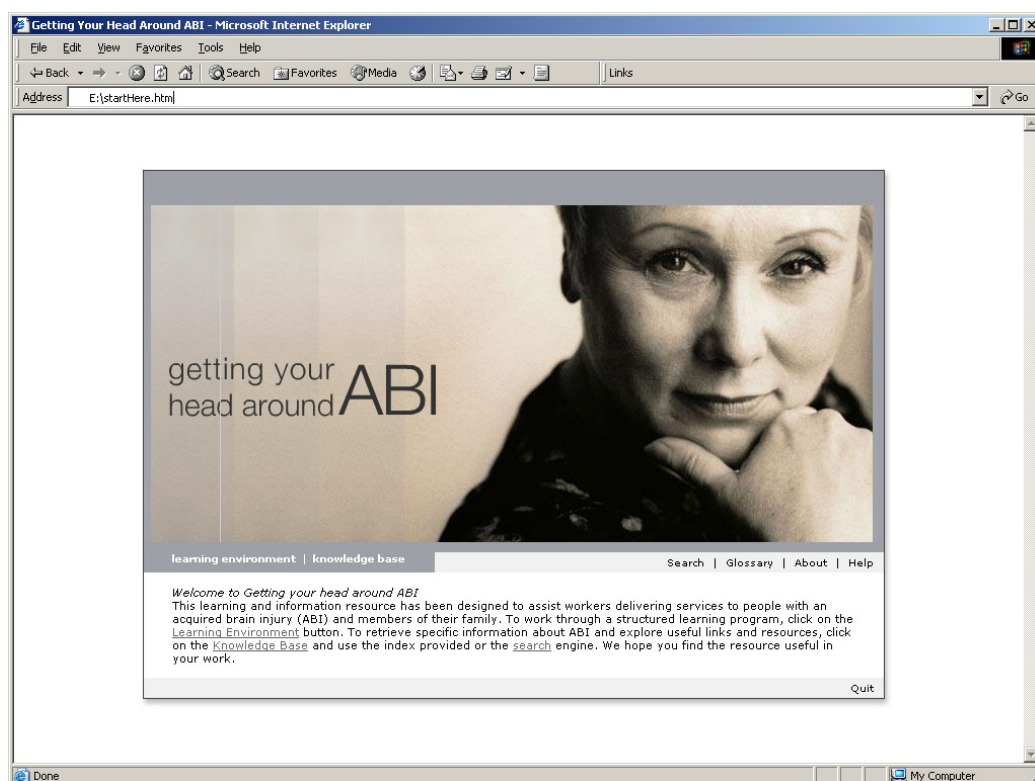 Getting Your Head Around ABI - Microsoft Internet Explorer
File Edit View Favorites Tools Help
Back Search Favorites Media Links
Address E:\startHere.htm Go
getting your
head around ABI
learning environment | knowledge base
Search | Glossary | About | Help
Welcome to Getting your head around ABI
This learning and information resource has been designed to assist workers delivering services to people with an
acquired brain injury (ABI) and members of their family. To work through a structured learning program, click on the
Learning Environment button. To retrieve specific information about ABI and explore useful links and resources, click
on the Knowledge Base and use the index provided or the search engine. We hope you find the resource useful in
your work.
Quit
Done My Computer